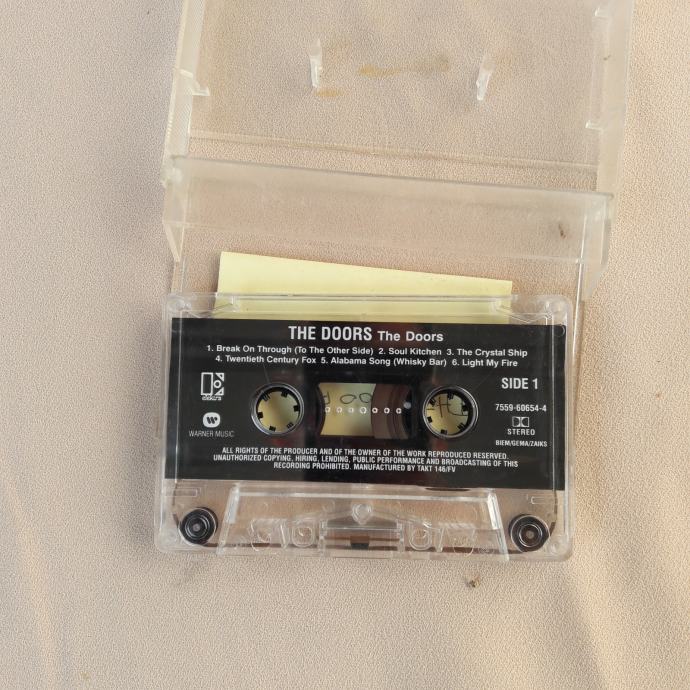 THE DOORS The Doors
1. Break On Through (To The Other Side) 2. Soul Kitchen 3. The Crystal Ship
4. Twentieth Century Fox 5. Alabama Song (Whisky Bar) 6. Light My Fire
elektra
SIDE 1
7559-60654-4
WARNER MUSIC
STEREO
BIEM/GEMA/ZAIKS
ALL RIGHTS OF THE PRODUCER AND OF THE OWNER OF THE WORK REPRODUCED RESERVED.
UNAUTHORIZED COPYING, HIRING, LENDING, PUBLIC PERFORMANCE AND BROADCASTING OF THIS
RECORDING PROHIBITED. MANUFACTURED BY TAKT 146/FV